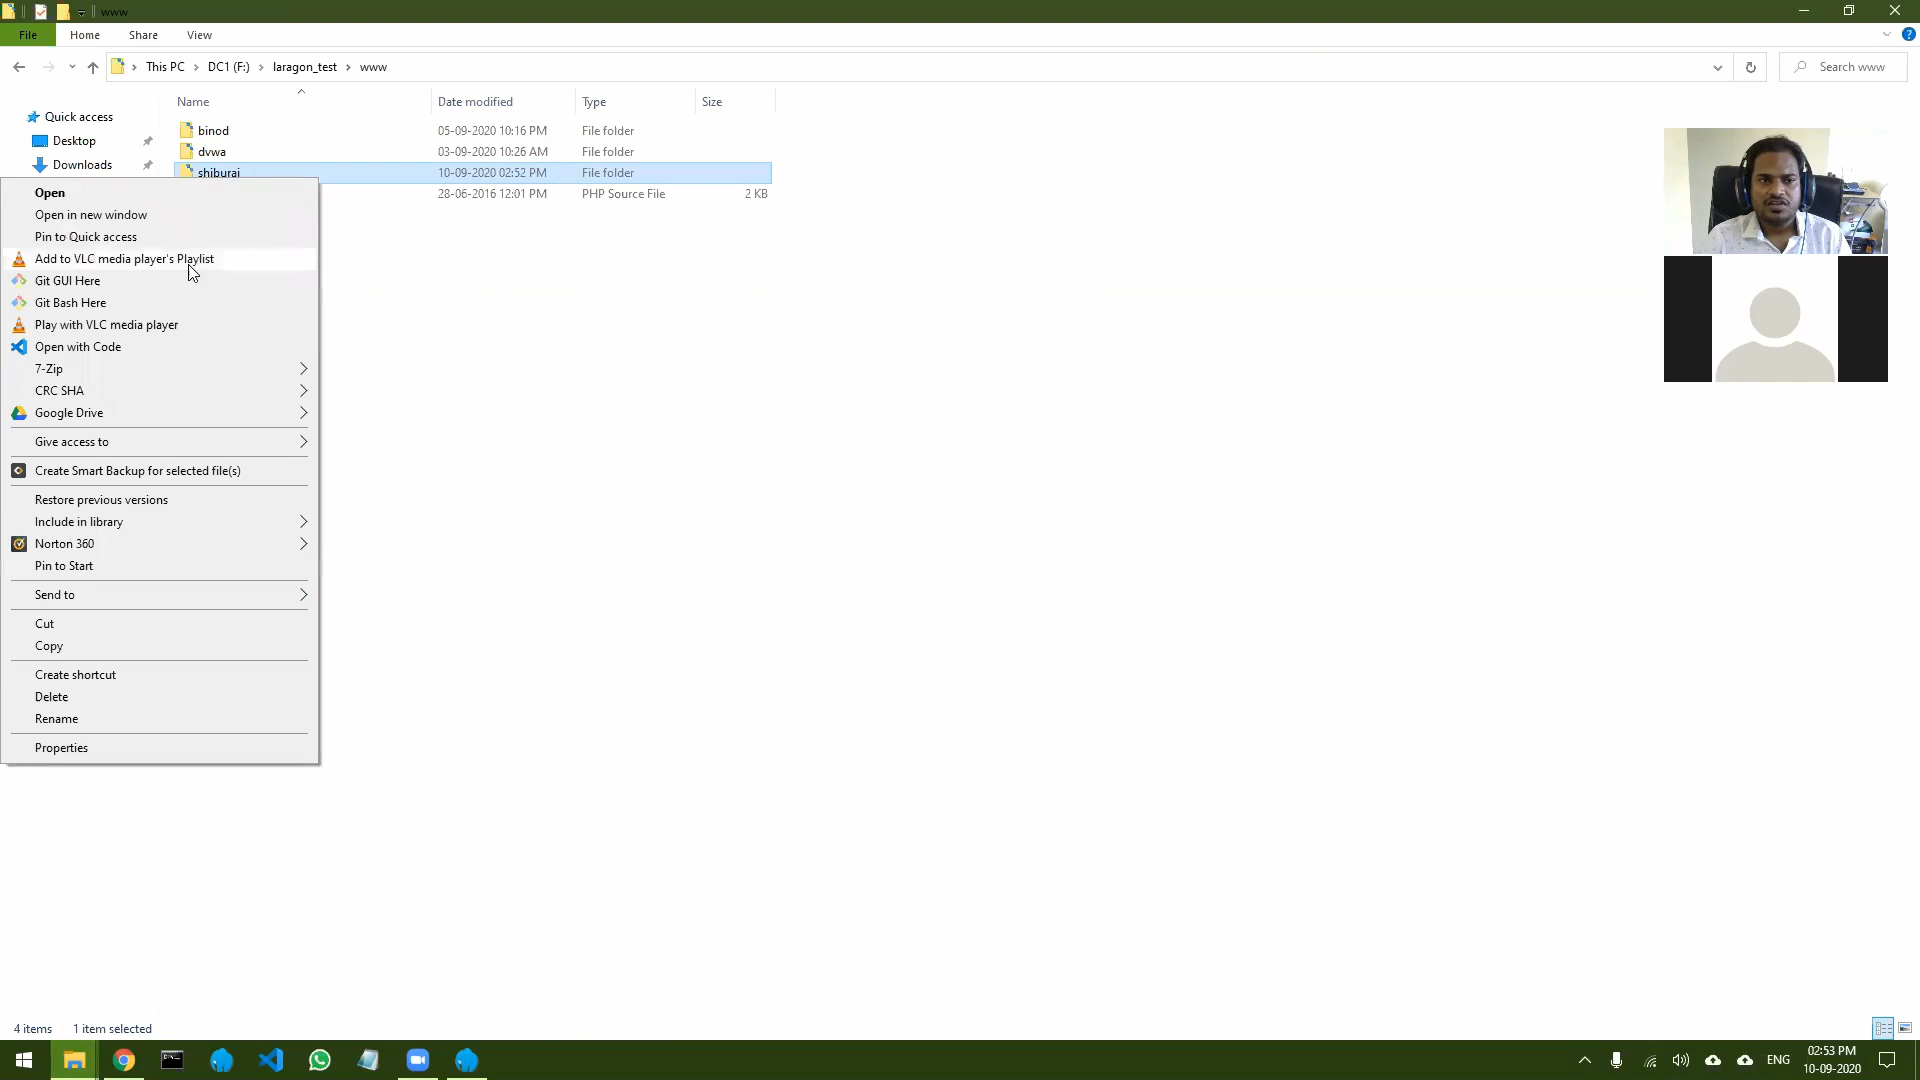 www
File
Home
Share
View
This PC
DC1 (F:)
laragon_test
www
Search www
Name
Date modified
Type
Size
Quick access
Desktop
Downloads
binod
05-09-2020 10:16 PM
File folder
dvwa
03-09-2020 10:26 AM
File folder
shiburaj
10-09-2020 02:52 PM
File folder
28-06-2016 12:01 PM
PHP Source File
2 KB
Open
Open in new window
Pin to Quick access
Add to VLC media player's Playlist
Git GUI Here
Git Bash Here
Play with VLC media player
Open with Code
7-Zip
CRC SHA
Google Drive
Give access to
Create Smart Backup for selected file(s)
Restore previous versions
Include in library
Norton 360
Pin to Start
Send to
Cut
Copy
Create shortcut
Delete
Rename
Properties
4 items
1 item selected
ENG
02:53 PM
10-09-2020